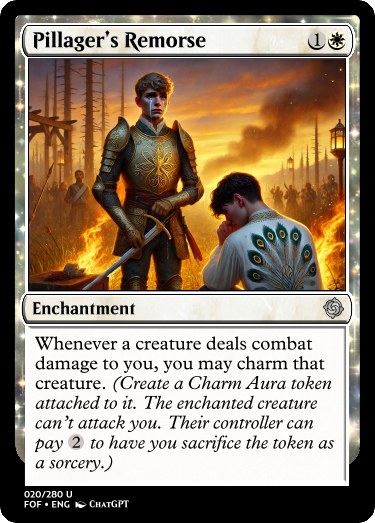 Pillager's Remorse 1
Enchantment
Whenever a creature deals combat
damage to you, you may charm that
creature. (Create a Charm Aura token
attached to it. The enchanted creature
can't attack you. Their controller can
pay 2 to have you sacrifice the token as
a sorcery.)
020/280 U
FOF • ENG ChatGPT